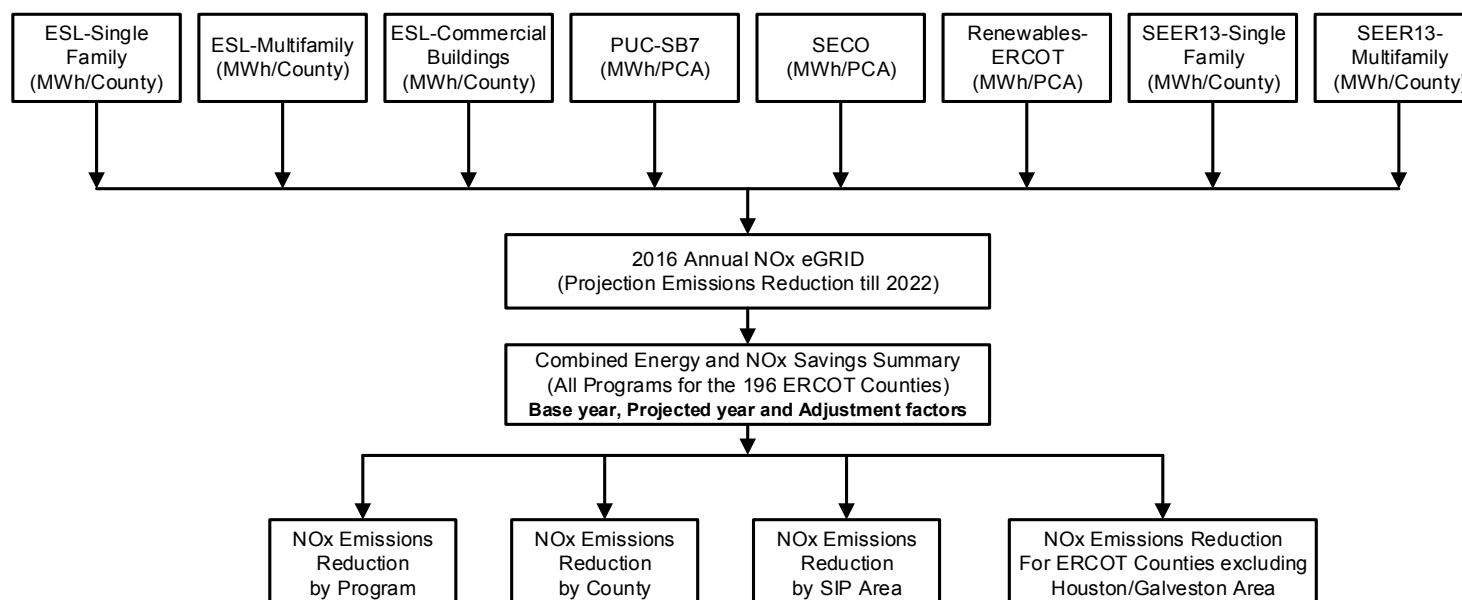 ESL-Single
Family
(MWh/County)
ESL-Multifamily
(MWh/County)
ESL-Commercial
Buildings
(MWh/County)
PUC-SB7
(MWh/PCA)
SECO
(MWh/PCA)
Renewables-
ERCOT
(MWh/PCA)
SEER13-Single
Family
(MWh/County)
SEER13-
Multifamily
(MWh/County)
2016 Annual NOx eGRID
(Projection Emissions Reduction till 2022)
Combined Energy and NOx Savings Summary
(All Programs for the 196 ERCOT Counties)
Base year, Projected year and Adjustment factors
NOx Emissions
Reduction
by Program
NOx Emissions
Reduction
by County
NOx Emissions
Reduction
by SIP Area
NOx Emissions Reduction
For ERCOT Counties excluding
Houston/Galveston Area